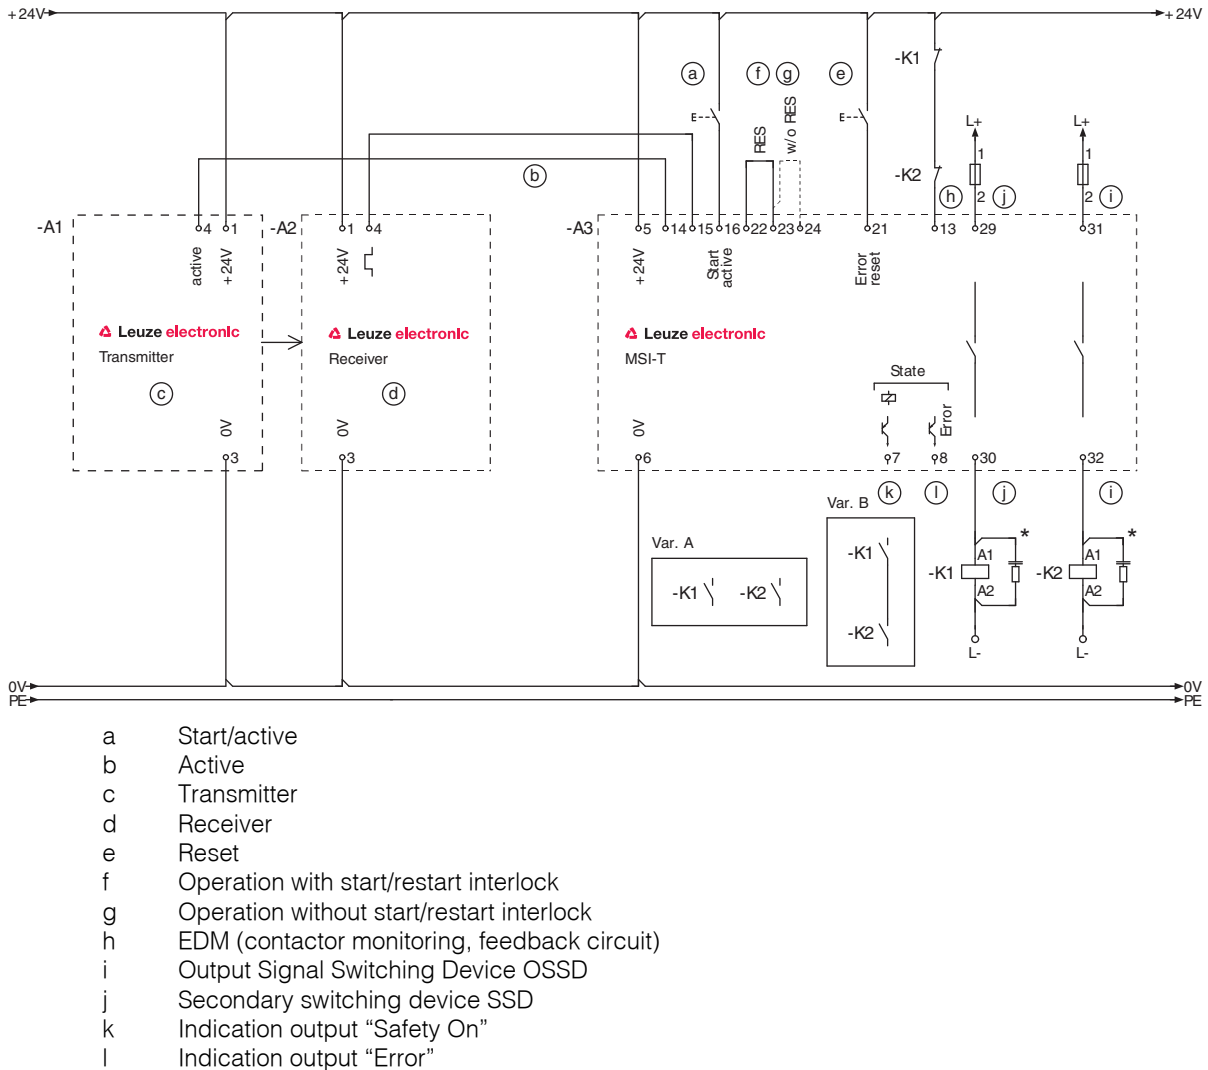 +24V +24V
-K1
a f g e
RES w/o RES
L+ L+
1 1
b -K2 h 2 j 2 i
-A1 4 1 -A2 1 4 -A3 5 14 15 16 22 23 24 21 13 29 31
active +24V +24V +24V Start active Error reset
Leuze electronic Leuze electronic Leuze electronic
Transmitter Receiver MSI-T
State
c d
0V 0V 0V Error
3 3 6 7 8 30 32
k l j i
Var. B
Var. A * *
-K1 A1 A1
-K1 -K2
-K1 -K2 A2 A2
-K2
L- L-
0V 0V
PE PE
a Start/active
b Active
c Transmitter
d Receiver
e Reset
f Operation with start/restart interlock
g Operation without start/restart interlock
h EDM (contactor monitoring, feedback circuit)
i Output Signal Switching Device OSSD
j Secondary switching device SSD
k Indication output “Safety On”
l Indication output “Error”